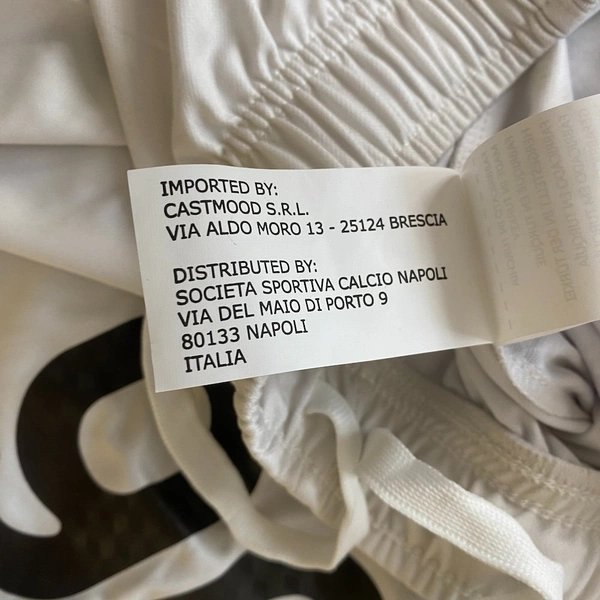 IMPORTED BY:
CASTMOOD S.R.L.
VIA ALDO MORO 13 - 25124 BRESCIA
DISTRIBUTED BY:
SOCIETA SPORTIVA CALCIO NAPOLI
VIA DEL MAIO DI PORTO 9
80133 NAPOLI
ITALIA